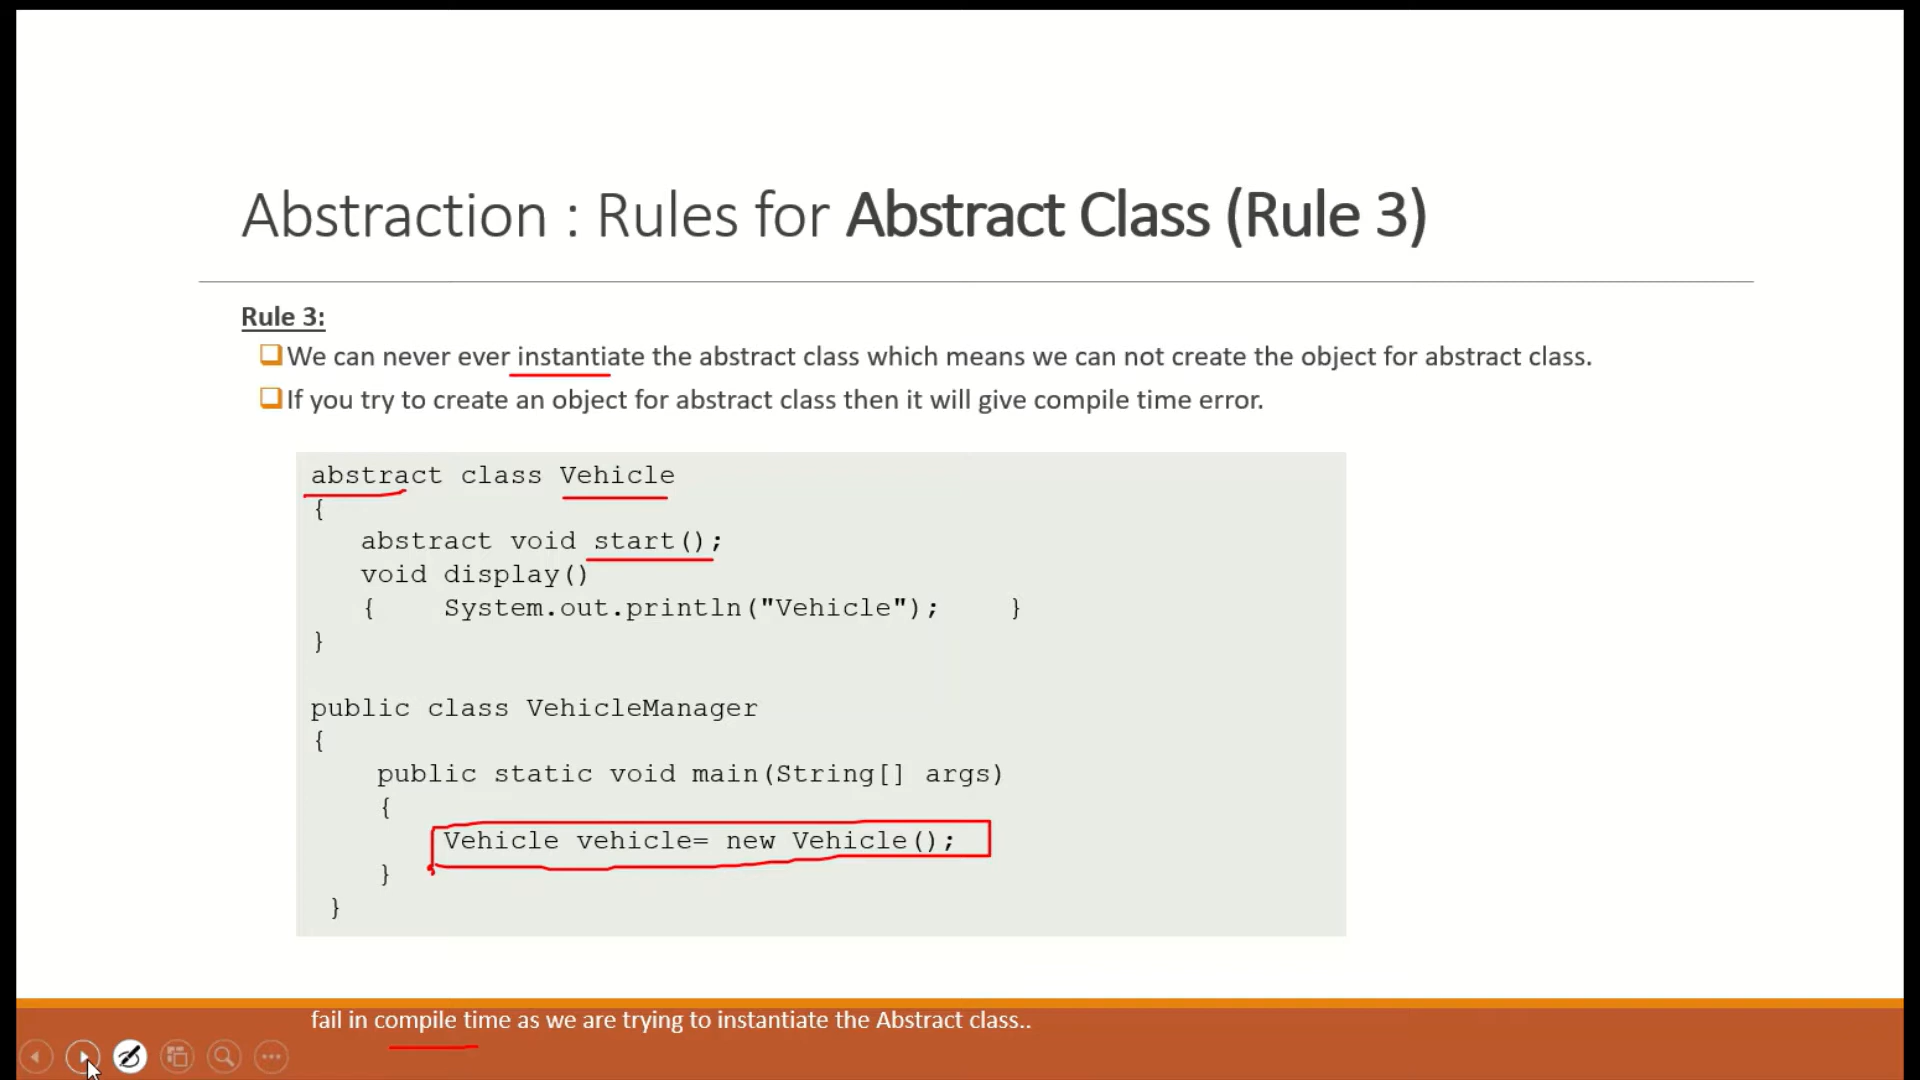 Abstraction : Rules for Abstract Class (Rule 3)
Rule 3:
We can never ever instantiate the abstract class which means we can not create the object for abstract class.
If you try to create an object for abstract class then it will give compile time error.
abstract class Vehicle
{
abstract void start();
void display()
{ System.out.println("Vehicle"); }
}
public class VehicleManager
{
public static void main(String[] args)
{
Vehicle vehicle= new Vehicle();
}
}
fail in compile time as we are trying to instantiate the Abstract class..